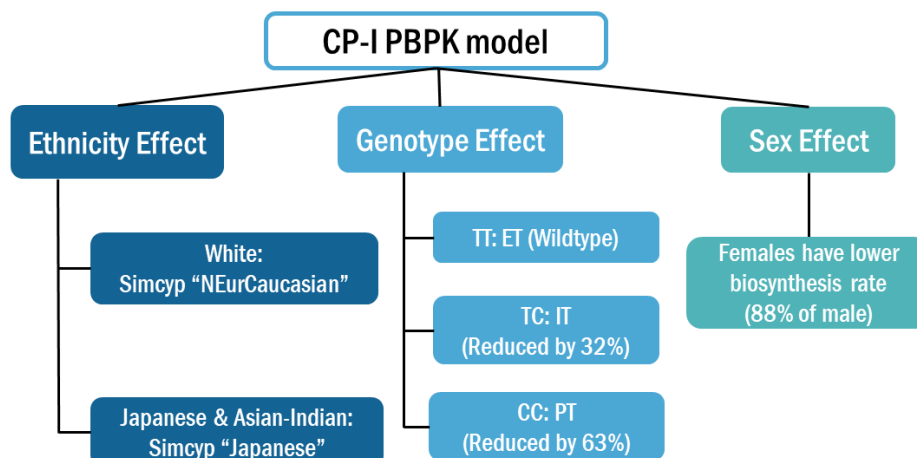 CP-I PBPK model
Ethnicity Effect
White:
Simcyp “NEurCaucasian”
Japanese & Asian-Indian:
Simcyp “Japanese”
Genotype Effect
TT: ET (Wildtype)
TC: IT
(Reduced by 32%)
CC: PT
(Reduced by 63%)
Sex Effect
Females have lower
biosynthesis rate
(88% of male)